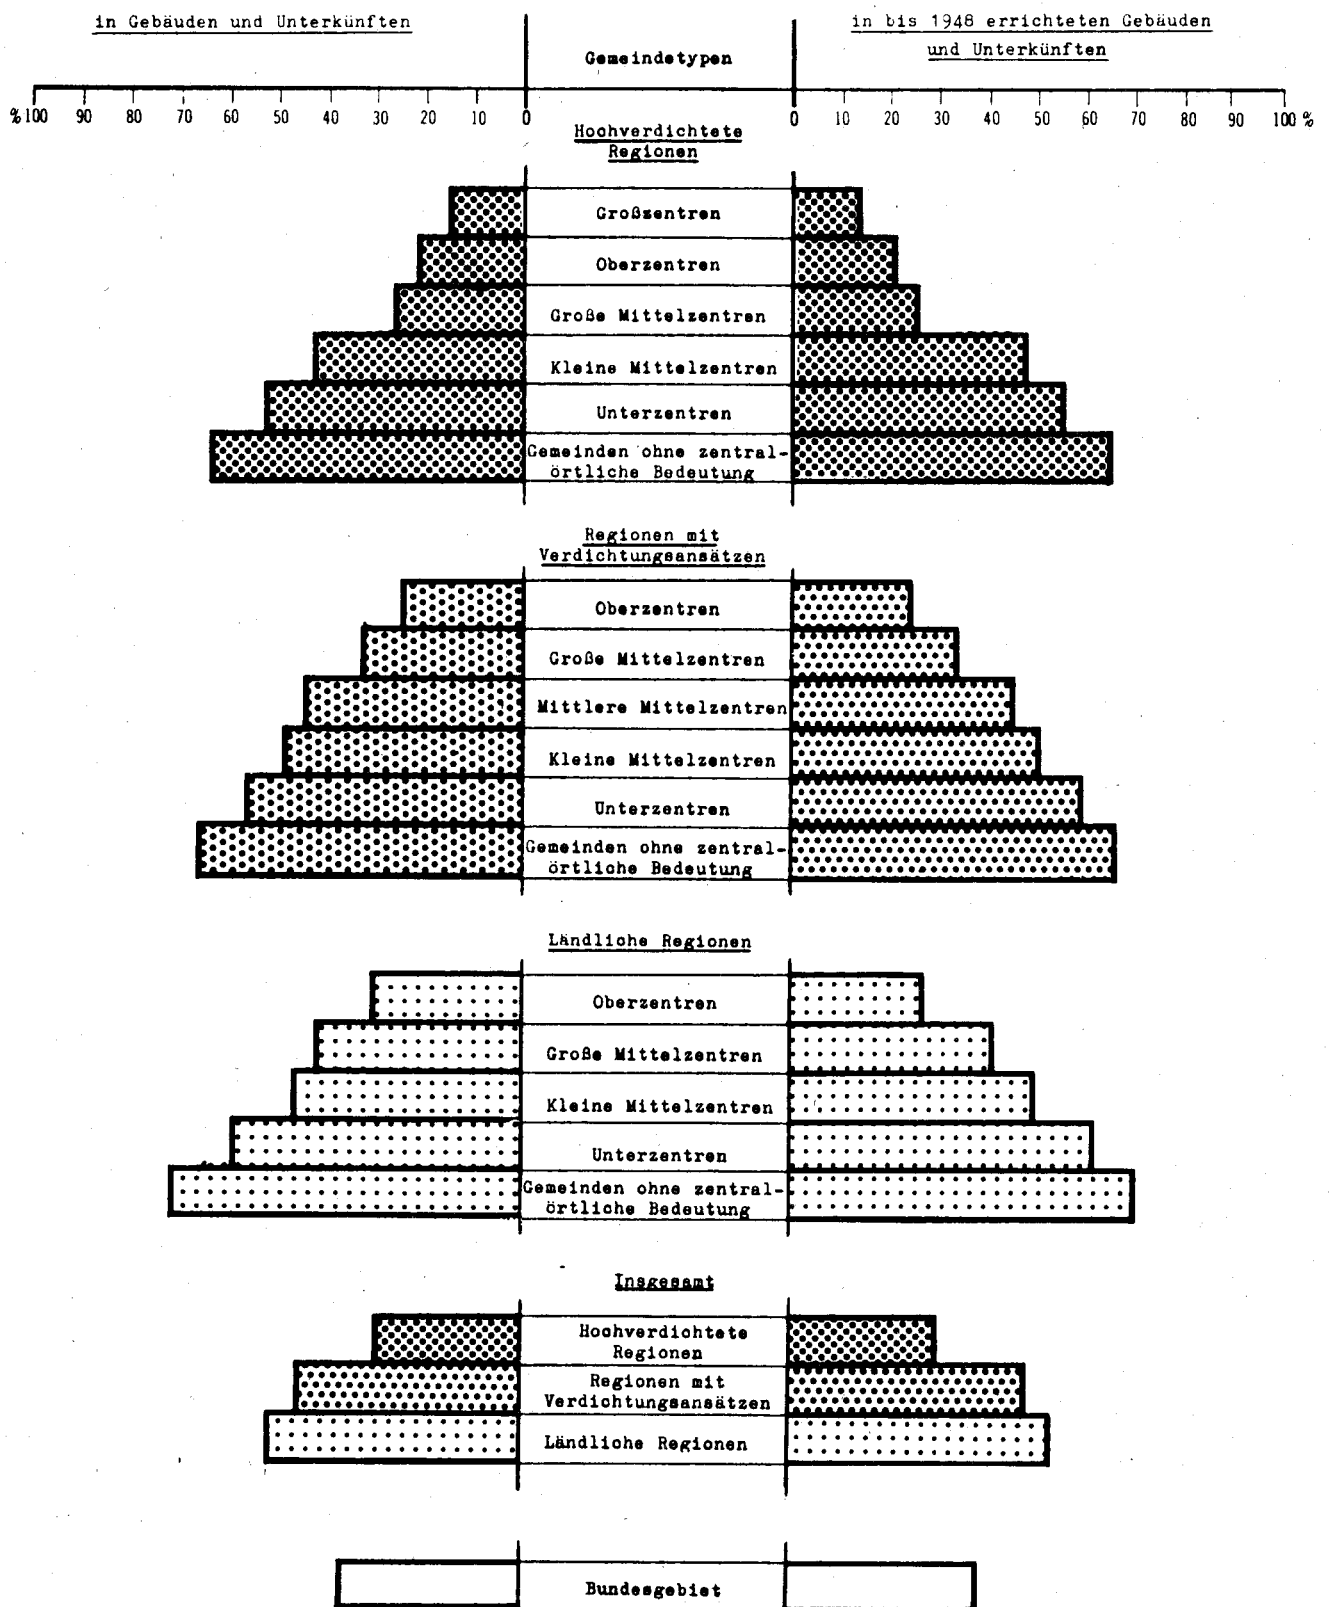 in Gebäuden und Unterkünften
in bis 1948 errichteten Gebäuden
und Unterkünften
Gemeindetypen
% 100 90 80 70 60 50 40 30 20 10 0
0 10 20 30 40 50 60 70 80 90 100 %
Hochverdichtete
Regionen
Großzentren
Oberzentren
Große Mittelzentren
Kleine Mittelzentren
Unterzentren
Gemeinden ohne zentral-
örtliche Bedeutung
Regionen mit
Verdichtungsansätzen
Oberzentren
Große Mittelzentren
Mittlere Mittelzentren
Kleine Mittelzentren
Unterzentren
Gemeinden ohne zentral-
örtliche Bedeutung
Ländliche Regionen
Oberzentren
Große Mittelzentren
Kleine Mittelzentren
Unterzentren
Gemeinden ohne zentral-
örtliche Bedeutung
Insgesamt
Hochverdichtete
Regionen
Regionen mit
Verdichtungsansätzen
Ländliche Regionen
Bundesgebiet